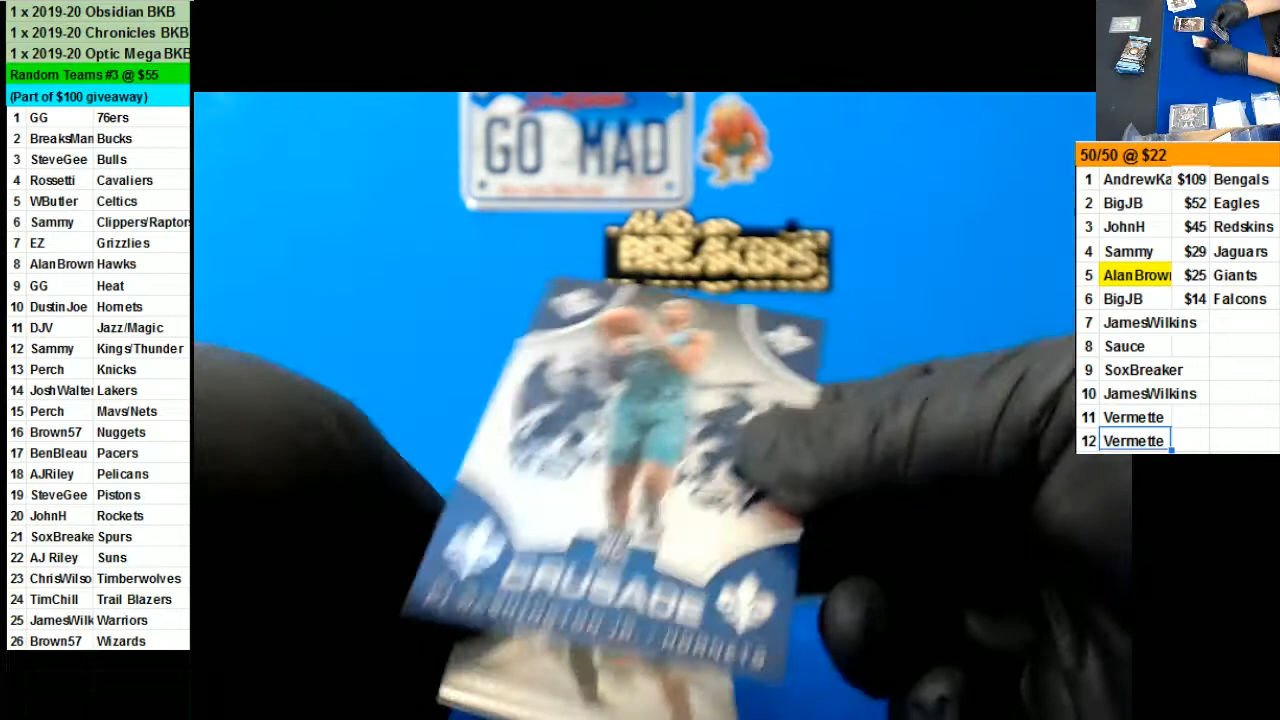 1 x 2019-20 Obsidian BKB
1 x 2019-20 Chronicles BKB
1 x 2019-20 Optic Mega BKB
Random Teams #3 @ $55
(Part of $100 giveaway)
1 GG 76ers
2 BreaksMan Bucks
3 SteveGee Bulls
4 Rossetti Cavaliers
5 WButler Celtics
6 Sammy Clippers/Raptors
7 EZ Grizzlies
8 AlanBrown Hawks
9 GG Heat
10 DustinJoe Hornets
11 DJV Jazz/Magic
12 Sammy Kings/Thunder
13 Perch Knicks
14 JoshWalter Lakers
15 Perch Mavs/Nets
16 Brown57 Nuggets
17 BenBleau Pacers
18 AJRiley Pelicans
19 SteveGee Pistons
20 JohnH Rockets
21 SoxBreake Spurs
22 AJ Riley Suns
23 ChrisWilso Timberwolves
24 TimChill Trail Blazers
25 JamesWilk Warriors
26 Brown57 Wizards
GO MAD
BREAKERS
CRUSADE
HORNETS
50/50 @ $22
1 AndrewKa $109 Bengals
2 BigJB $52 Eagles
3 JohnH $45 Redskins
4 Sammy $29 Jaguars
5 AlanBrown $25 Giants
6 BigJB $14 Falcons
7 JamesWilkins
8 Sauce
9 SoxBreaker
10 JamesWilkins
11 Vermette
12 Vermette